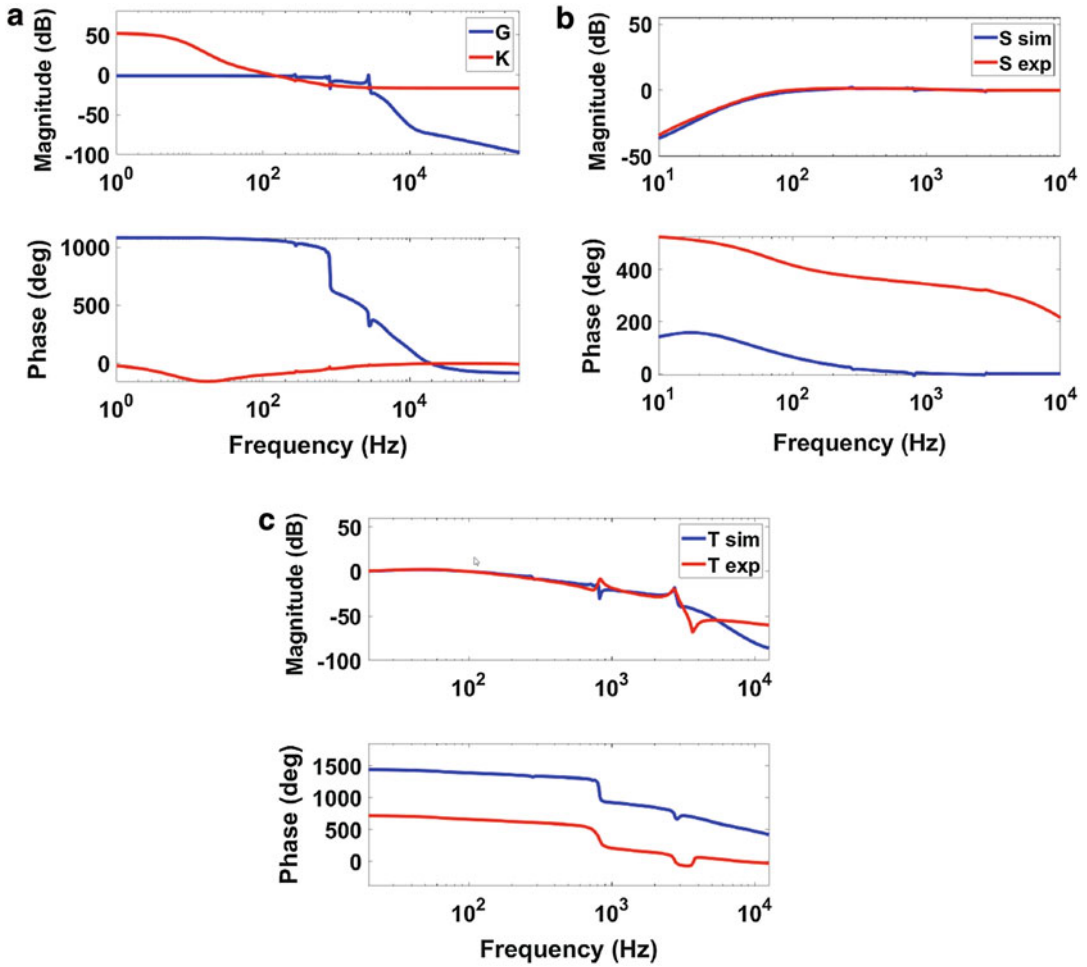 a
Magnitude (dB)
50
0
-50
-100
G
K
10^0
10^2
10^4
Phase (deg)
1000
500
0
10^0
10^2
10^4
Frequency (Hz)
b
Magnitude (dB)
50
0
-50
S sim
S exp
10^1
10^2
10^3
10^4
Phase (deg)
400
200
0
10^1
10^2
10^3
10^4
Frequency (Hz)
c
Magnitude (dB)
50
0
-50
-100
T sim
T exp
10^2
10^3
10^4
Phase (deg)
1500
1000
500
0
10^2
10^3
10^4
Frequency (Hz)